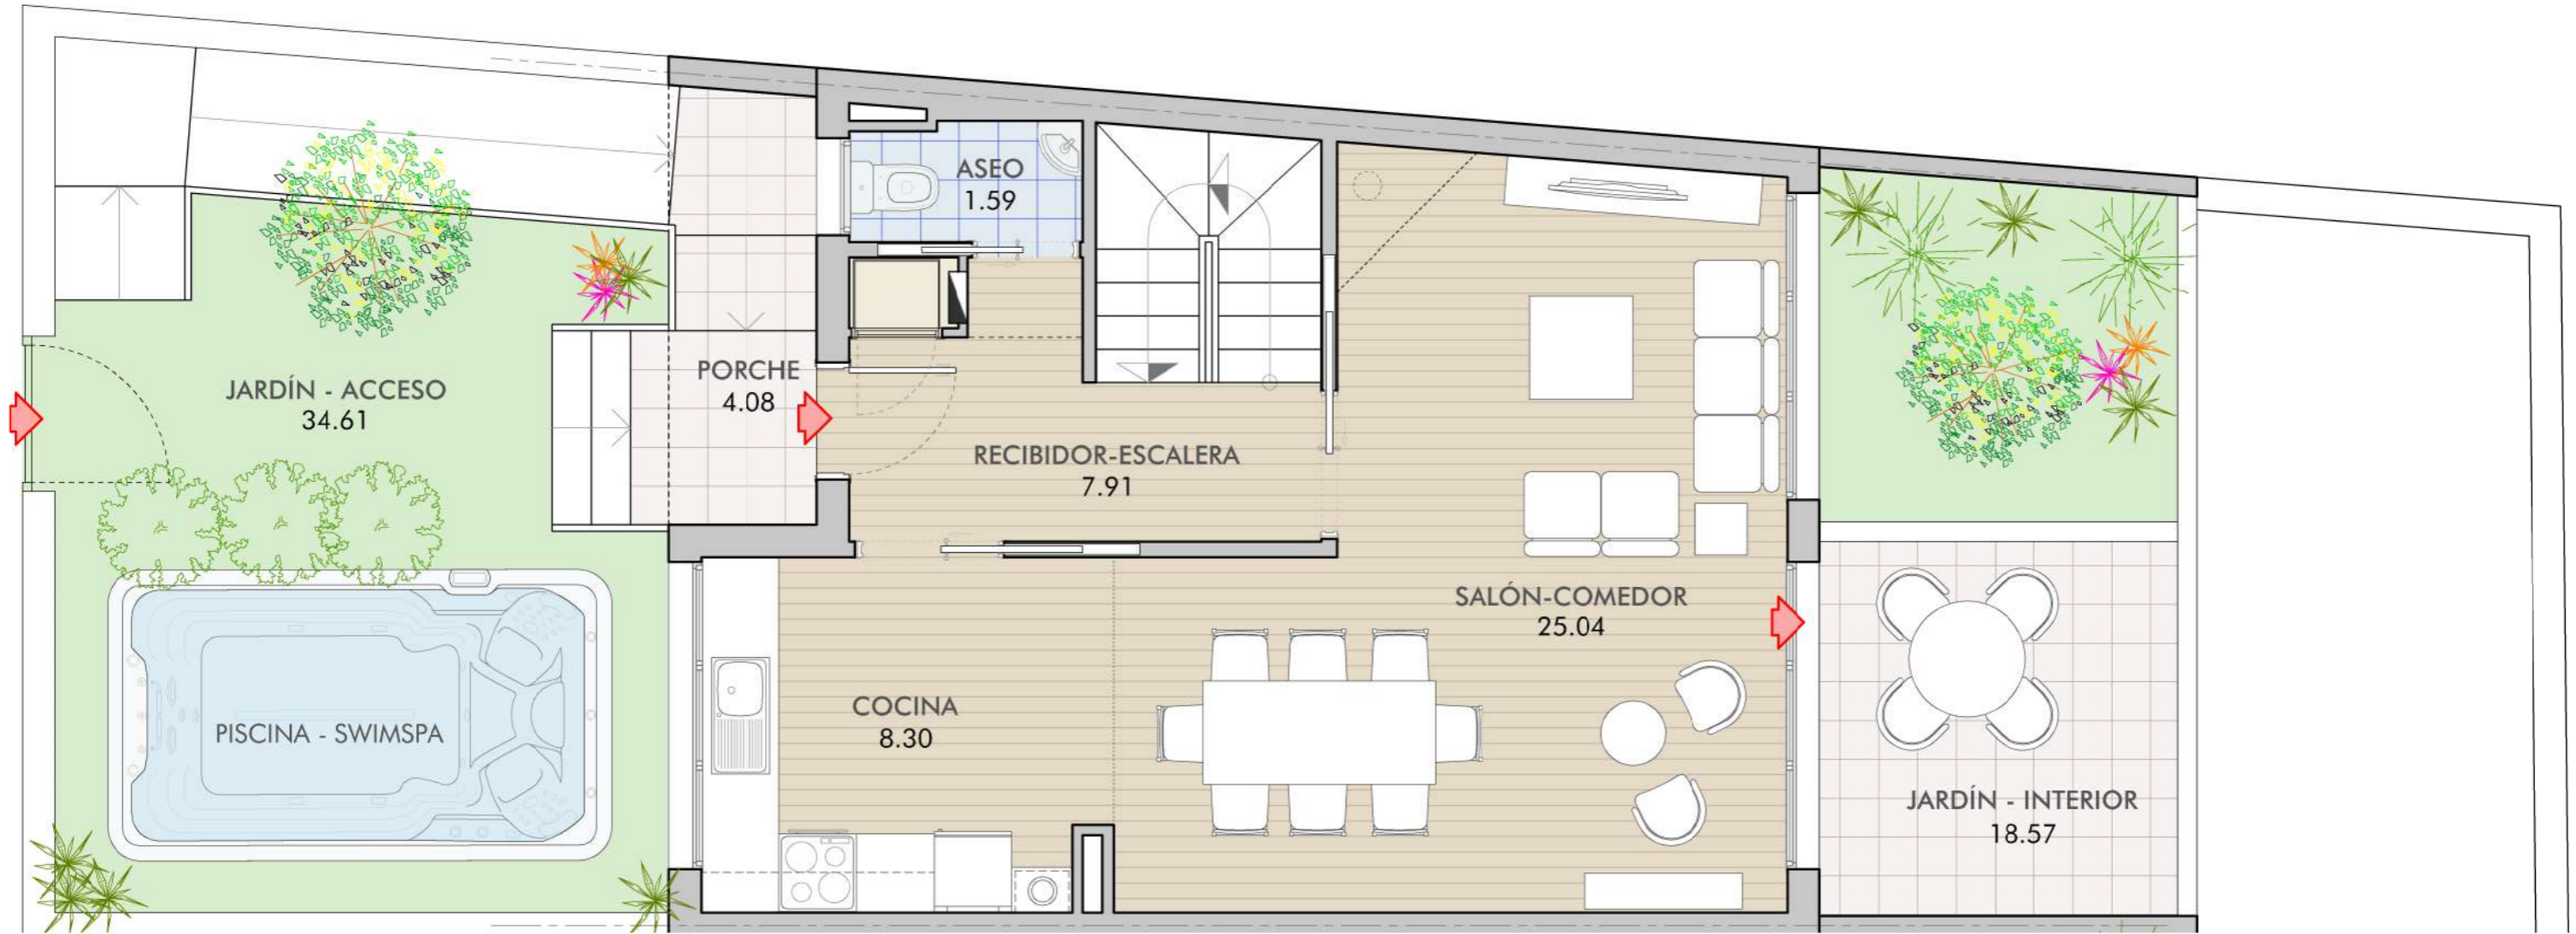 ASEO
1.59
JARDÍN - ACCESO
34.61
PORCHE
4.08
RECIBIDOR-ESCALERA
7.91
SALÓN-COMEDOR
25.04
COCINA
8.30
PISCINA - SWIMSPA
JARDÍN - INTERIOR
18.57